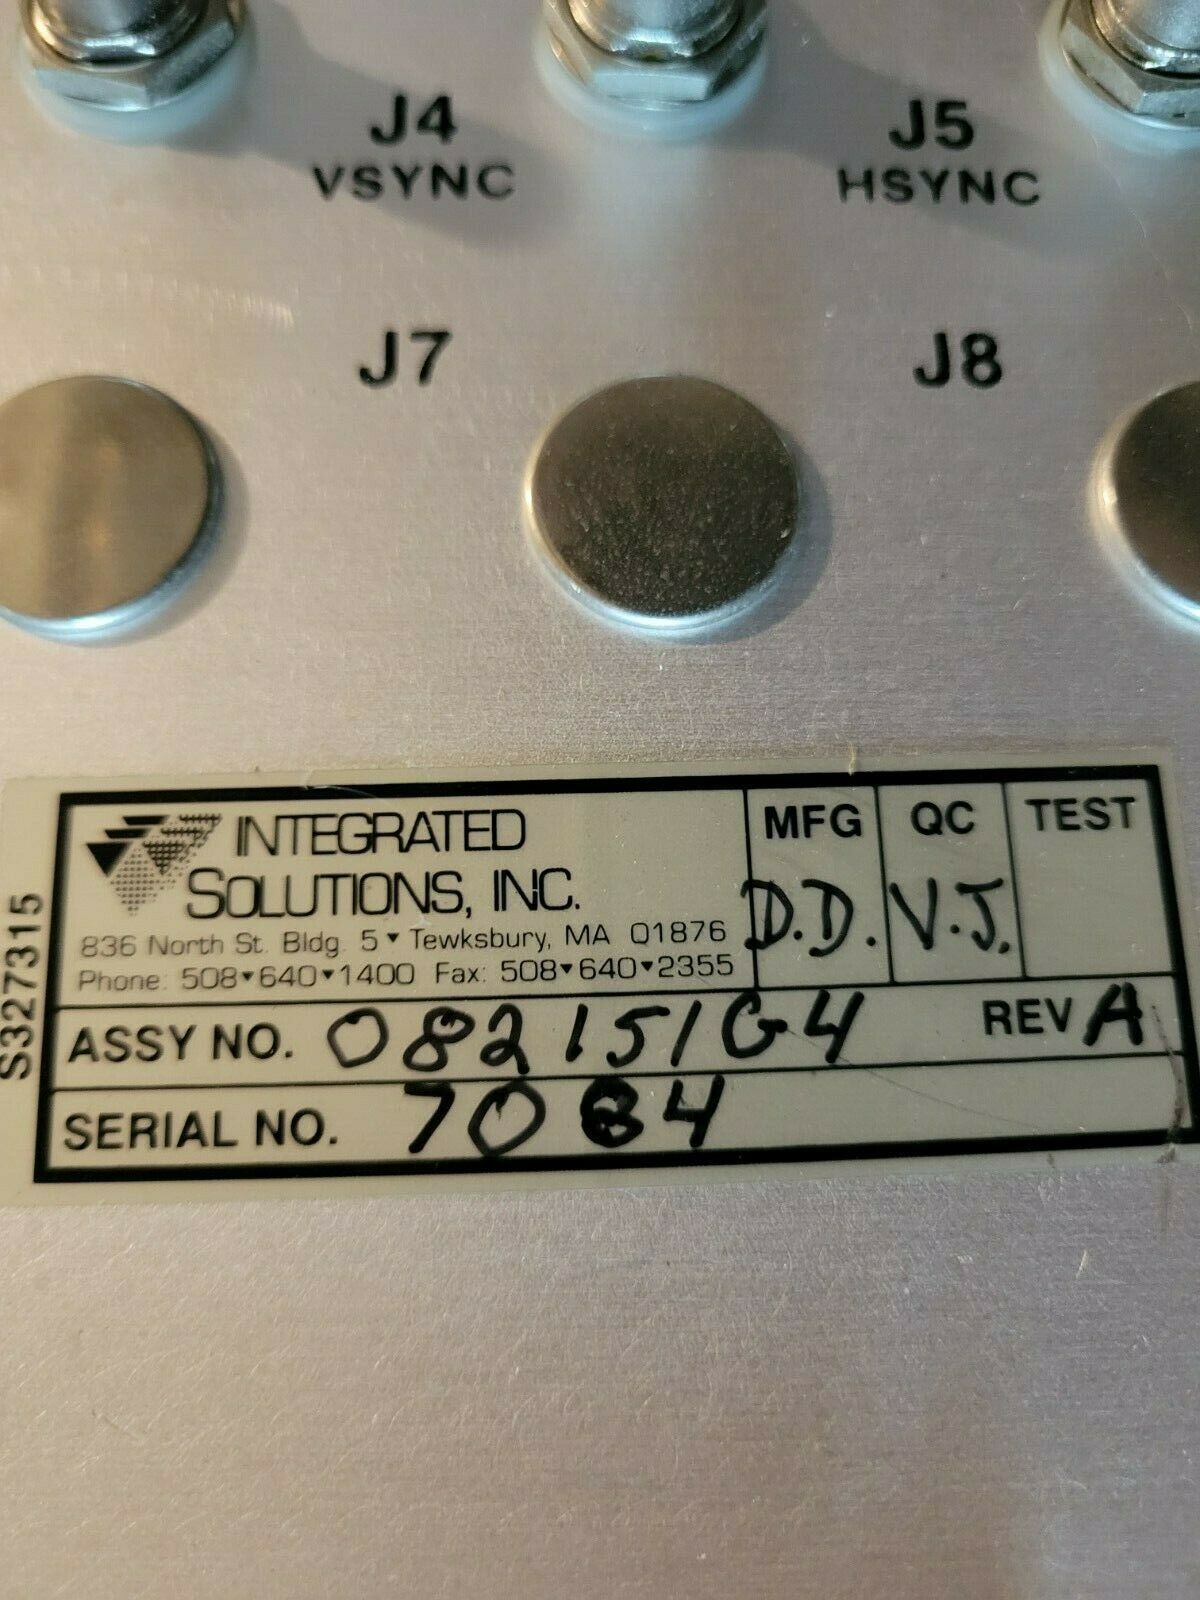 J4 J5
VSYNC HSYNC
J7 J8
INTEGRATED
SOLUTIONS, INC.
836 North St. Bldg. 5▼Tewksbury, MA 01876
Phone: 508▼640▼1400 Fax: 508▼640▼2355
MFG QC TEST
D.D. V.J.
ASSY NO. 082151G4 REV A
SERIAL NO. 7084
S327315